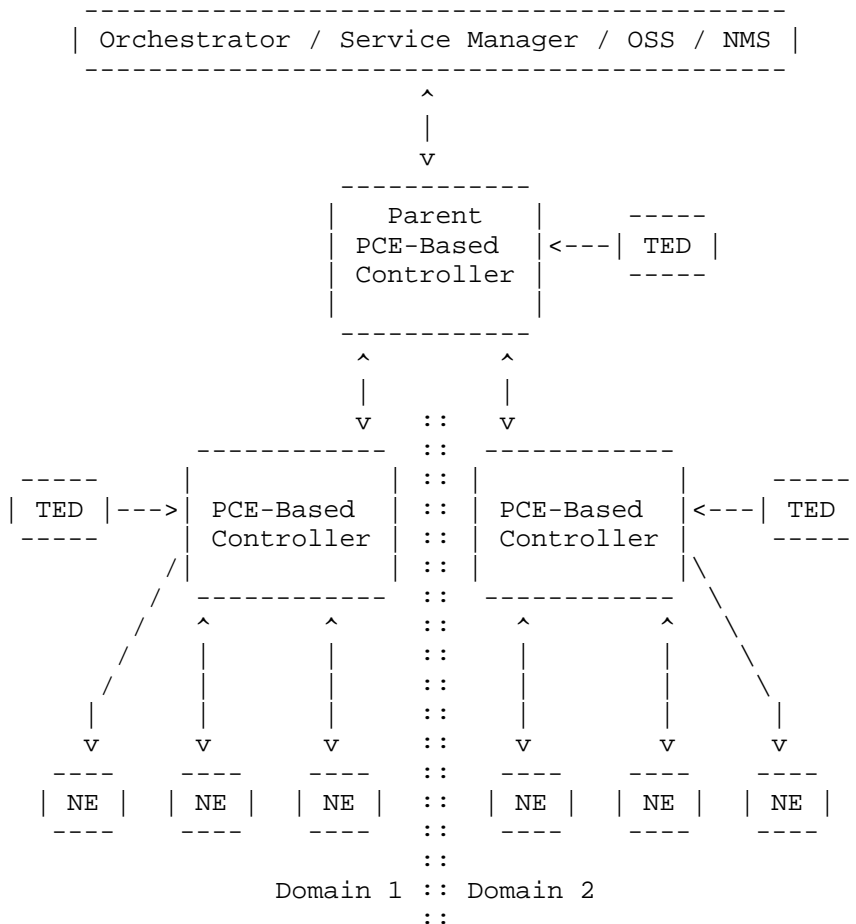 Orchestrator / Service Manager / OSS / NMS
Parent
PCE-Based TED
Controller
TED PCE-Based PCE-Based TED
Controller Controller
NE NE NE NE NE NE
Domain 1 :: Domain 2